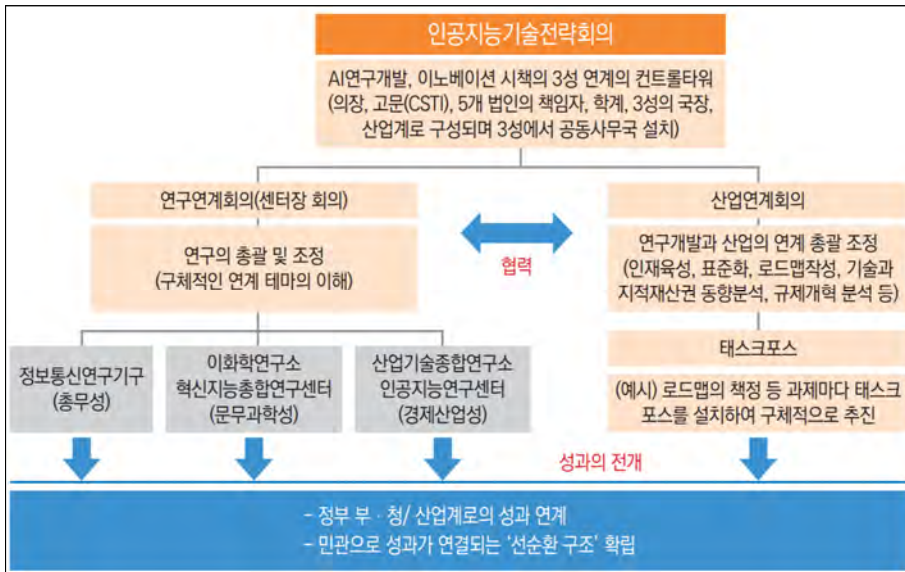 인공지능기술전략회의
AI연구개발, 이노베이션 시책의 3성 연계의 컨트롤타워
(의장, 고문(CSTI), 5개 법인의 책임자, 학계, 3성의 국장,
산업계로 구성되며 3성에서 공동사무국 설치)
연구연계회의(센터장 회의)
연구의 총괄 및 조정
(구체적인 연계 테마의 이해)
협력
산업연계회의
연구개발과 산업의 연계 총괄 조정
(인재육성, 표준화, 로드맵작성, 기술과
지적재산권 동향분석, 규제개혁 분석 등)
정보통신연구기구
(총무성)
이화학연구소
혁신지능총합연구센터
(문무과학성)
산업기술종합연구소
인공지능연구센터
(경제산업성)
태스크포스
(예시) 로드맵의 책정 등 과제마다 태스크
포스를 설치하여 구체적으로 추진
성과의 전개
- 정부 부·청/ 산업계로의 성과 연계
- 민관으로 성과가 연결되는 '선순환 구조' 확립